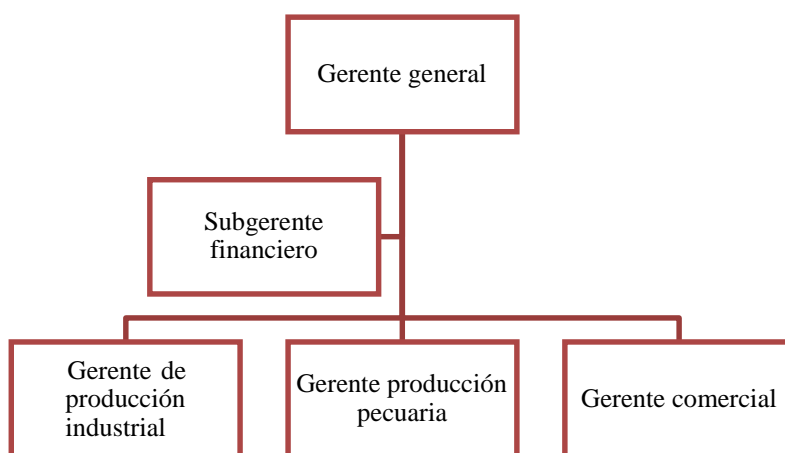 Gerente general
Subgerente
financiero
Gerente de
producción
industrial
Gerente producción
pecuaria
Gerente comercial